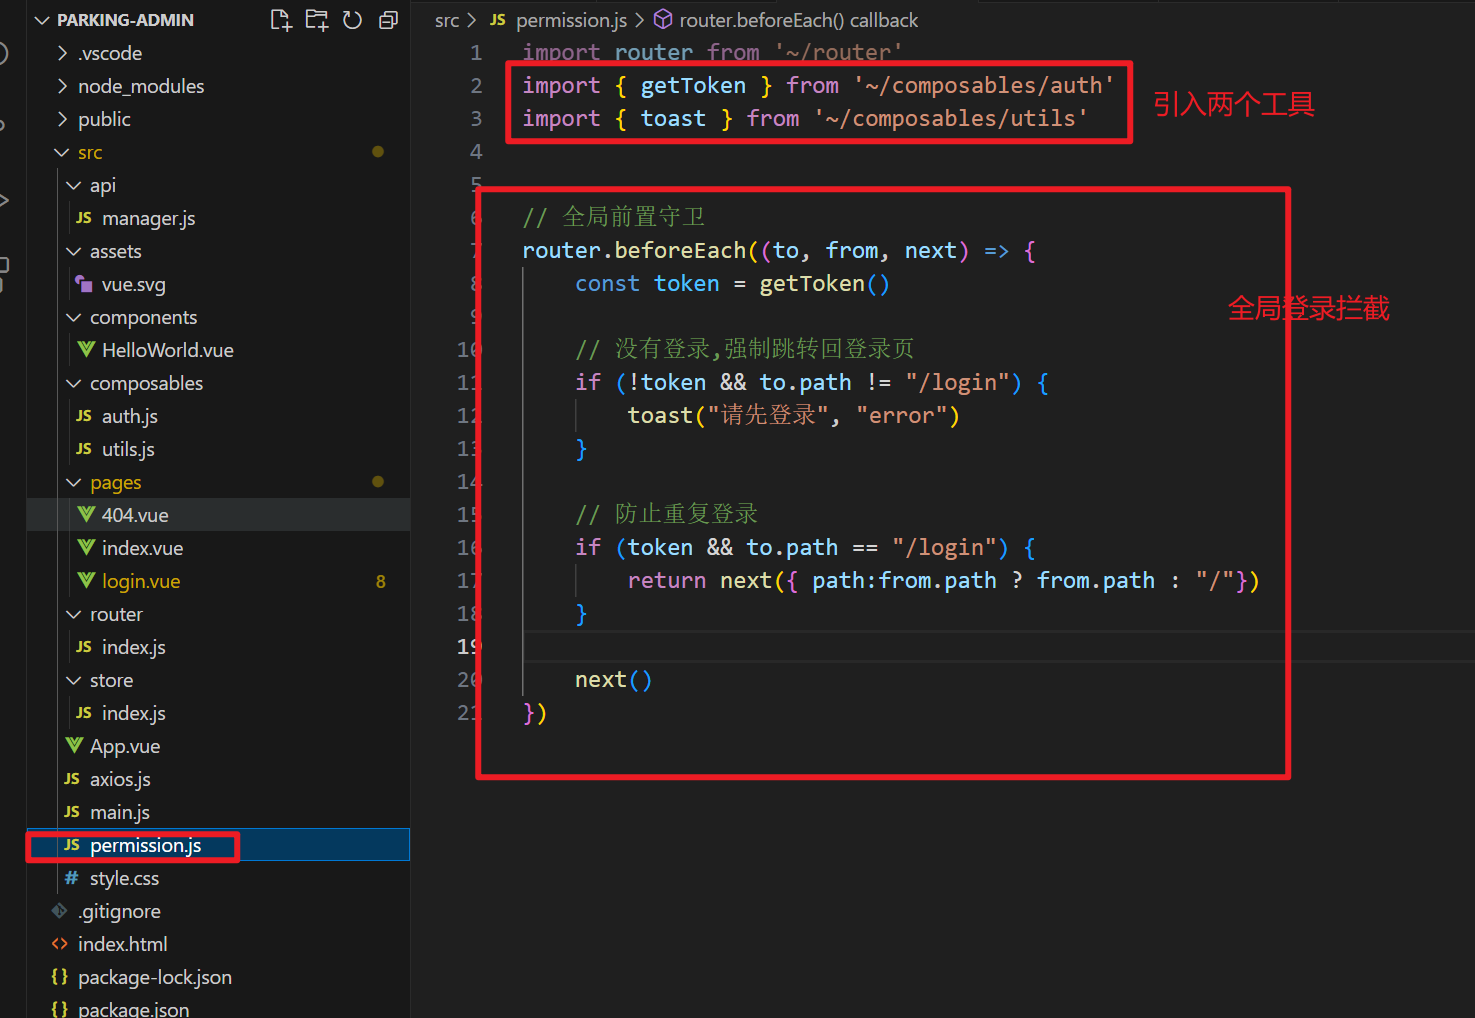 PARKING-ADMIN
.vscode
node_modules
public
src
api
JS manager.js
assets
vue.svg
components
HelloWorld.vue
composables
JS auth.js
JS utils.js
pages
404.vue
index.vue
login.vue 8
router
JS index.js
store
JS index.js
App.vue
JS axios.js
JS main.js
JS permission.js
# style.css
.gitignore
<> index.html
{} package-lock.json
{} package.json
src > JS permission.js > router.beforeEach() callback
1 import router from '~/router'
2 import { getToken } from '~/composables/auth'
3 import { toast } from '~/composables/utils'
引入两个工具
4
5
6 // 全局前置守卫
7 router.beforeEach((to, from, next) => {
8 const token = getToken()
9
全局登录拦截
10 // 没有登录,强制跳转回登录页
11 if (!token && to.path != "/login") {
12 toast("请先登录", "error")
13 }
14
15 // 防止重复登录
16 if (token && to.path == "/login") {
17 return next({ path:from.path ? from.path : "/"})
18 }
19
20 next()
21 })